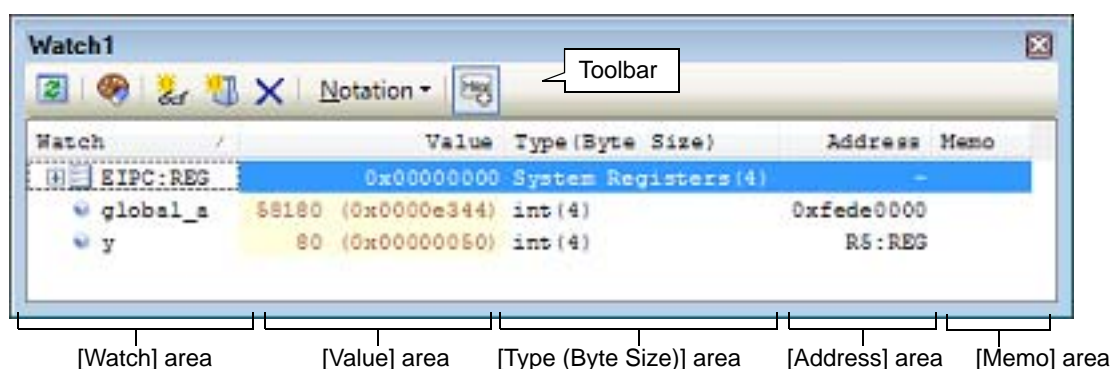 Watch1
Toolbar
Notation
Hex
Watch Value Type(Byte Size) Address Memo
EIPC:REG 0x00000000 System Registers(4) -
global_a 58180 (0x0000e344) int(4) 0xfede0000
y 80 (0x00000050) int(4) R5:REG
[Watch] area [Value] area [Type (Byte Size)] area [Address] area [Memo] area